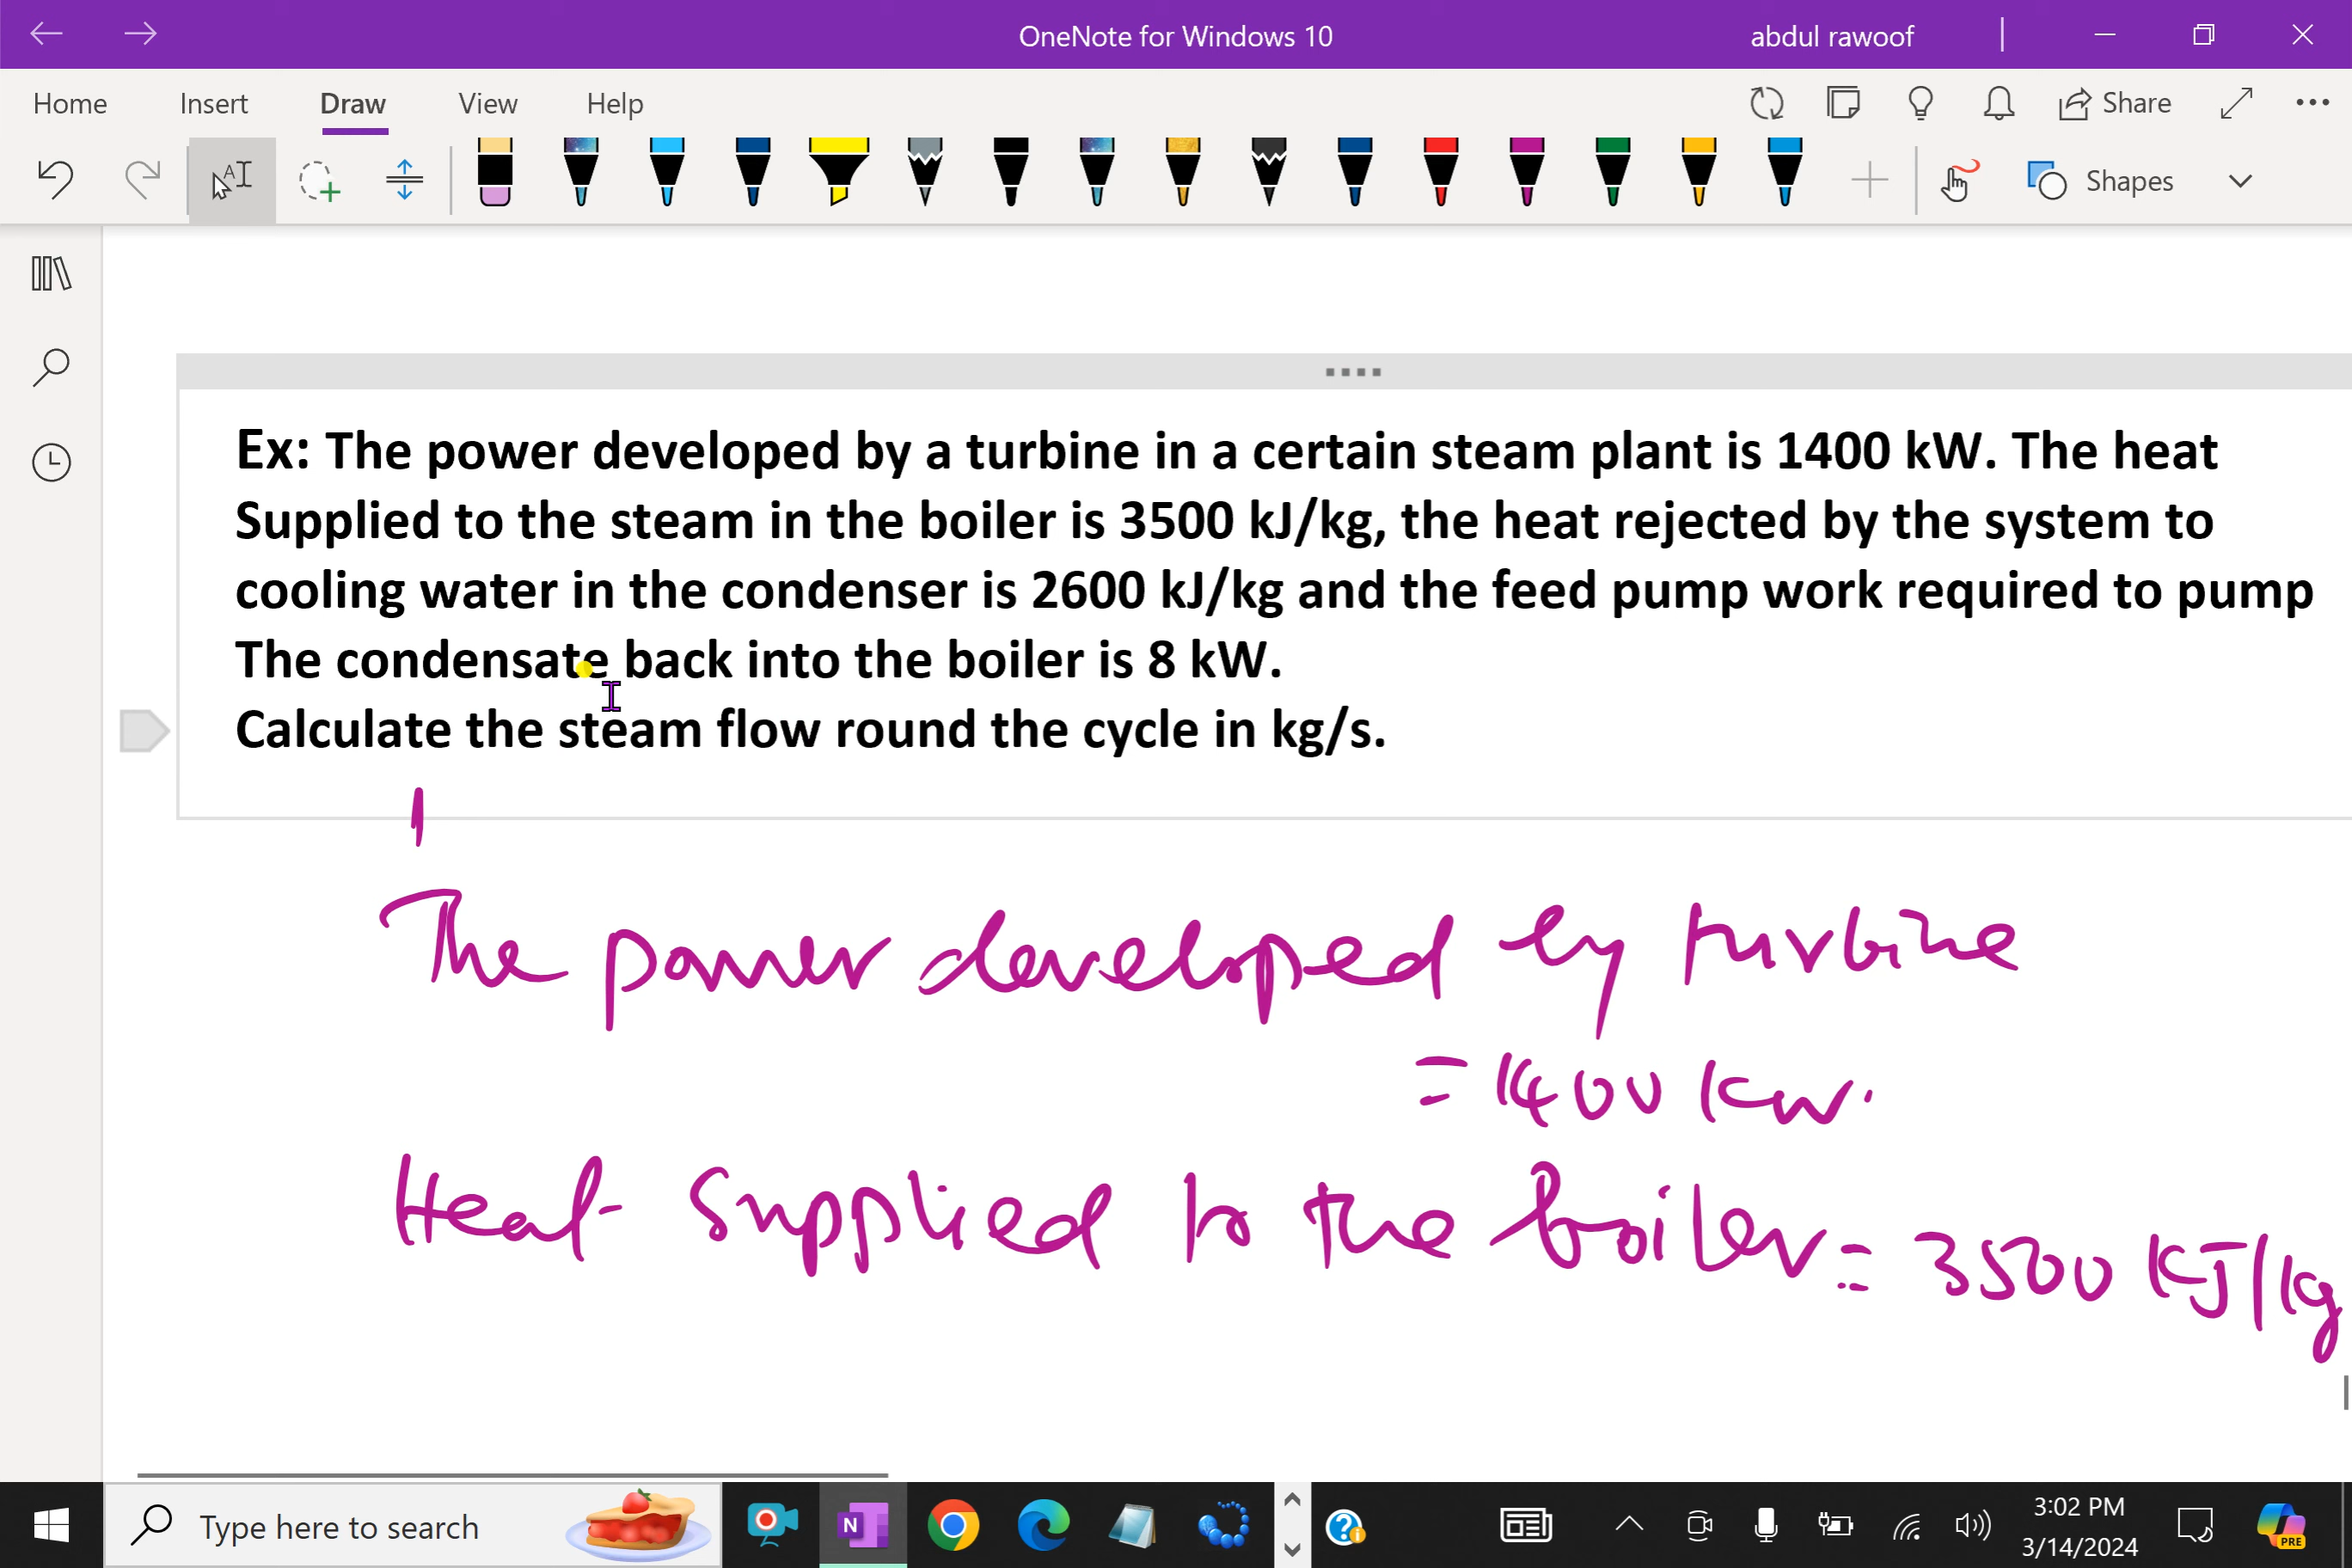 OneNote for Windows 10
abdul rawoof
Home Insert Draw View Help
Share
Shapes
Ex: The power developed by a turbine in a certain steam plant is 1400 kW. The heat
Supplied to the steam in the boiler is 3500 kJ/kg, the heat rejected by the system to
cooling water in the condenser is 2600 kJ/kg and the feed pump work required to pump
The condensate back into the boiler is 8 kW.
Calculate the steam flow round the cycle in kg/s.
The power developed by turbine
= 1400 kw.
Heat supplied to the boiler = 3500 KJ/kg
Type here to search
3:02 PM
3/14/2024
PRE